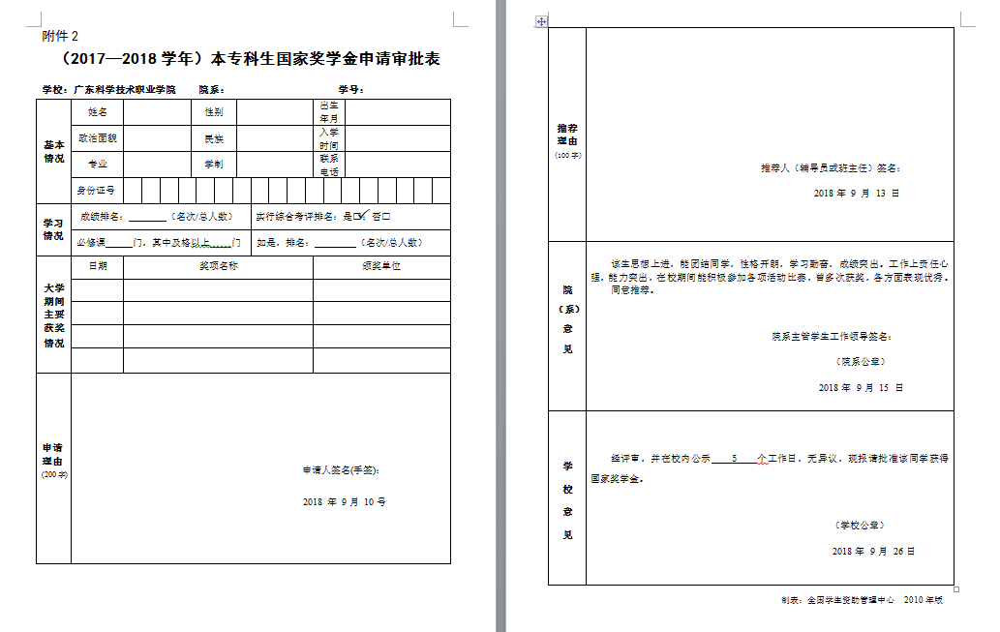 附件2
（2017—2018 学年）本专科生国家奖学金申请审批表
学校：广东科学技术职业学院 院系： 学号：
基本情况
姓名 性别 出生年月
政治面貌 民族 入学时间
专业 学制 联系电话
身份证号
学习情况
成绩排名：________（名次/总人数） 实行综合考评排名：是☑，否□
必修课______门，其中及格以上______门 如是，排名：________（名次/总人数）
大学期间主要获奖情况
日期 奖项名称 颁奖单位
申请理由
(200 字)
申请人签名(手签)：
2018 年 9 月 10 号
推荐理由
(100 字)
推荐人（辅导员或班主任）签名：
2018 年 9 月 13 日
院（系）意见
该生思想上进，能团结同学，性格开朗，学习勤奋，成绩突出。工作上责任心
强，能力突出，在校期间能积极参加各项活动比赛，曾多次获奖，各方面表现优秀。
同意推荐。
院系主管学生工作领导签名：
（院系公章）
2018 年 9 月 15 日
学校意见
经评审，并在校内公示 5 个工作日，无异议，现报请批准该同学获得
国家奖学金。
（学校公章）
2018 年 9 月 26 日
制表：全国学生资助管理中心 2010 年版